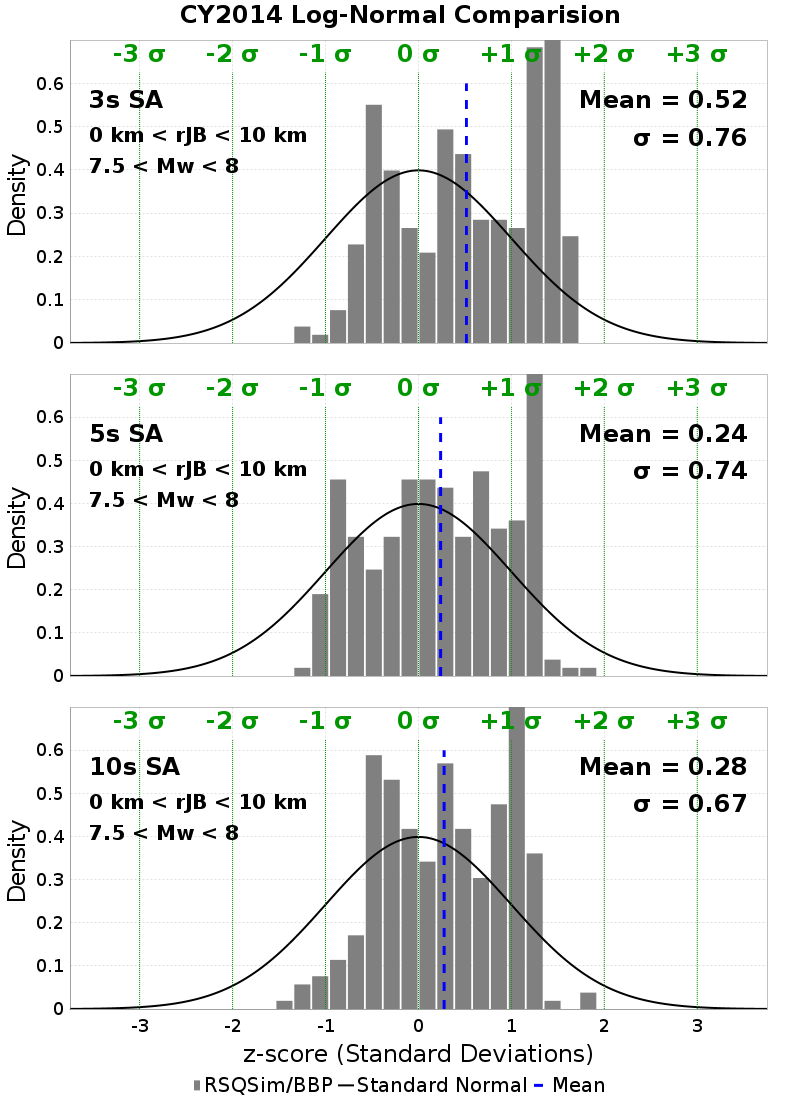 CY2014 Log-Normal Comparision
-3 σ -2 σ -1 σ 0 σ +1 σ +2 σ +3 σ
3s SA
0 km < rJB < 10 km
7.5 < Mw < 8
Mean = 0.52
σ = 0.76
Density
0.6
0.5
0.4
0.3
0.2
0.1
0
-3 σ -2 σ -1 σ 0 σ +1 σ +2 σ +3 σ
5s SA
0 km < rJB < 10 km
7.5 < Mw < 8
Mean = 0.24
σ = 0.74
Density
0.6
0.5
0.4
0.3
0.2
0.1
0
-3 σ -2 σ -1 σ 0 σ +1 σ +2 σ +3 σ
10s SA
0 km < rJB < 10 km
7.5 < Mw < 8
Mean = 0.28
σ = 0.67
Density
0.6
0.5
0.4
0.3
0.2
0.1
0
-3 -2 -1 0 1 2 3
z-score (Standard Deviations)
RSQSim/BBP Standard Normal Mean